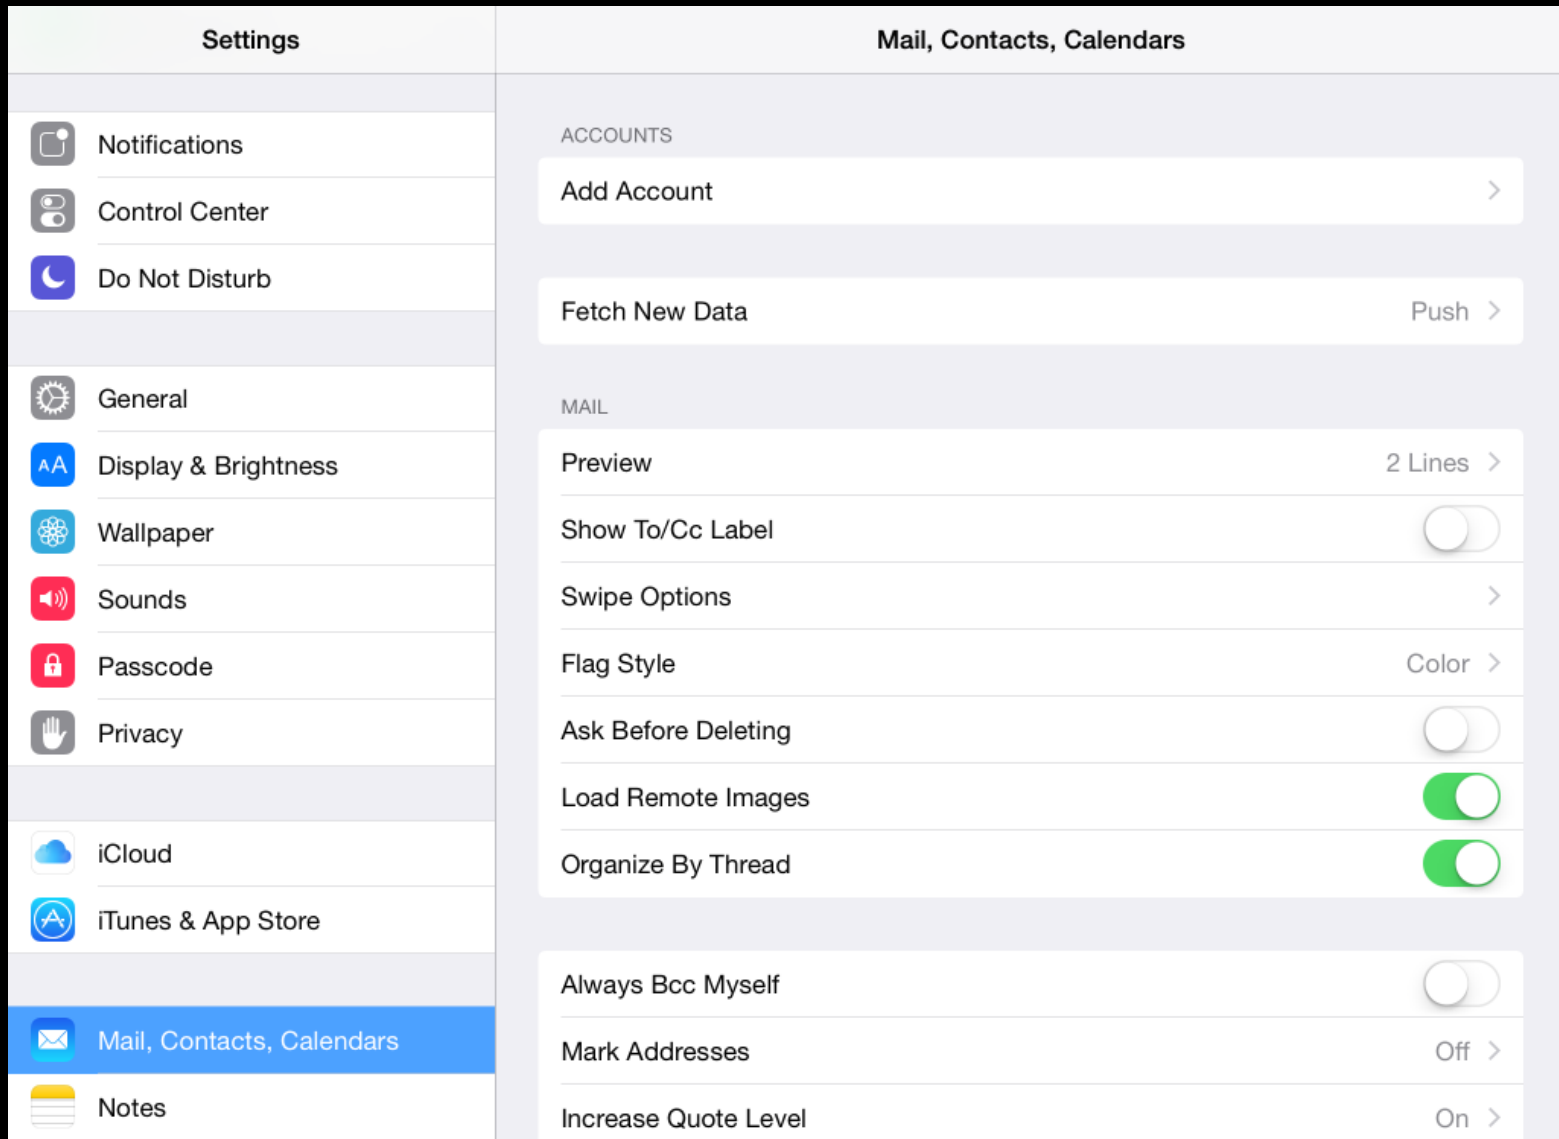 Settings
Notifications
Control Center
Do Not Disturb
General
AA Display & Brightness
Wallpaper
Sounds
Passcode
Privacy
iCloud
iTunes & App Store
Mail, Contacts, Calendars
Notes
Mail, Contacts, Calendars
ACCOUNTS
Add Account
Fetch New Data Push
MAIL
Preview 2 Lines
Show To/Cc Label
Swipe Options
Flag Style Color
Ask Before Deleting
Load Remote Images
Organize By Thread
Always Bcc Myself
Mark Addresses Off
Increase Quote Level On